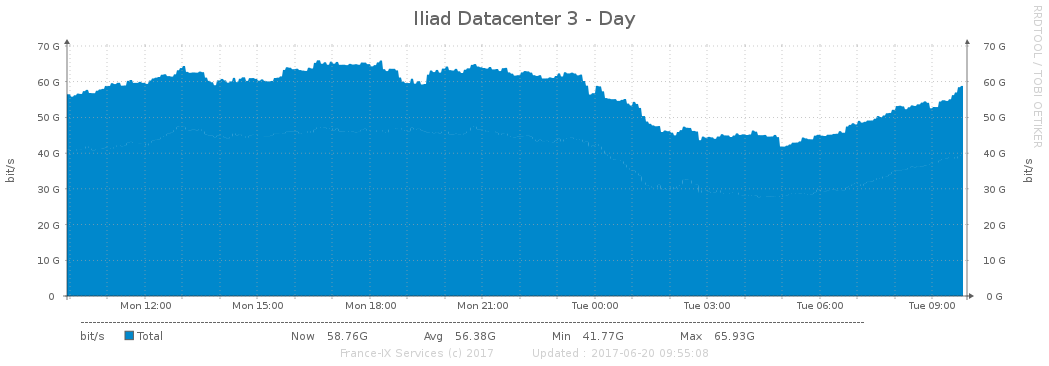 Iliad Datacenter 3 - Day
RRDTOOL / TOBI OETIKER
70 G 70 G
60 G 60 G
50 G 50 G
40 G 40 G
30 G 30 G
20 G 20 G
10 G 10 G
0 0 G
bit/s bit/s
Mon 12:00 Mon 15:00 Mon 18:00 Mon 21:00 Tue 00:00 Tue 03:00 Tue 06:00 Tue 09:00
bit/s Total Now 58.76G Avg 56.38G Min 41.77G Max 65.93G
France-IX Services (c) 2017 Updated : 2017-06-20 09:55:08